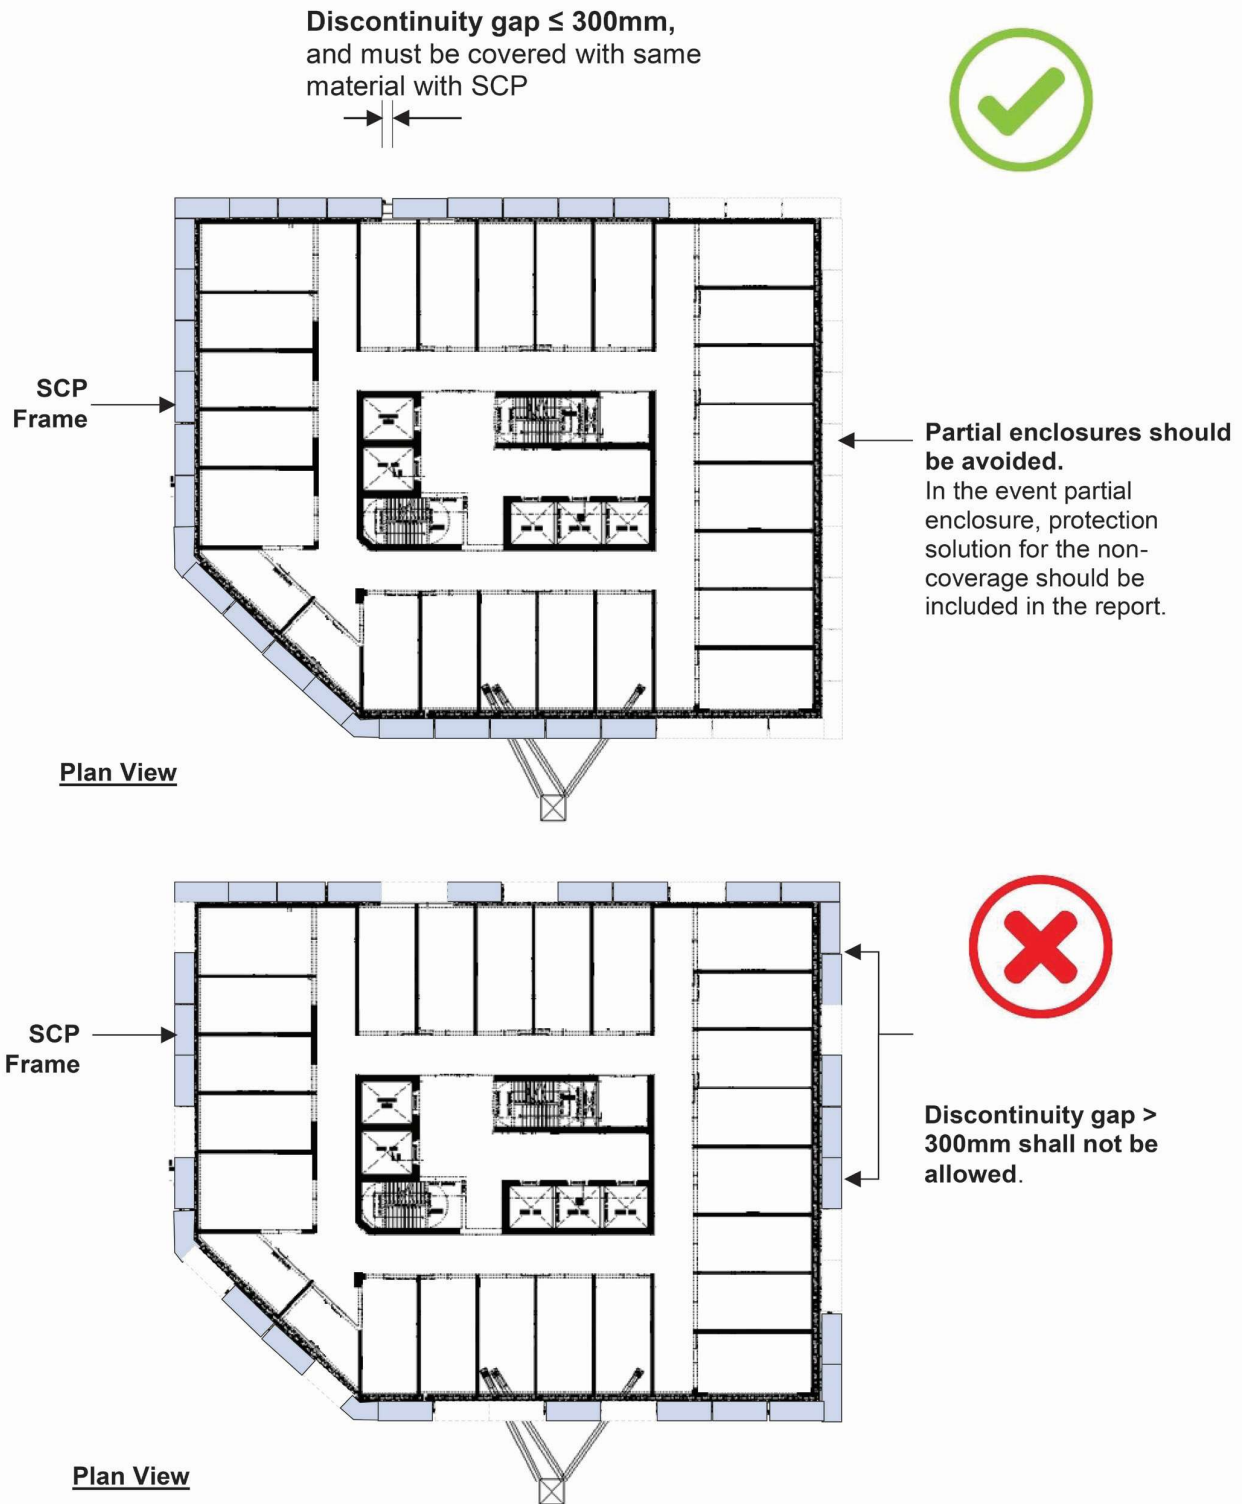 Discontinuity gap ≤ 300mm,
and must be covered with same
material with SCP
SCP
Frame
Partial enclosures should
be avoided.
In the event partial
enclosure, protection
solution for the non-
coverage should be
included in the report.
Plan View
SCP
Frame
Discontinuity gap >
300mm shall not be
allowed.
Plan View